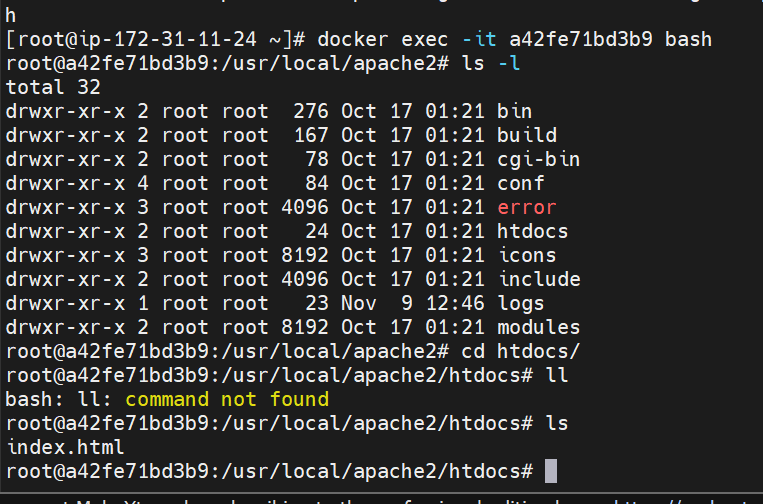 h
[root@ip-172-31-11-24 ~]# docker exec -it a42fe71bd3b9 bash
root@a42fe71bd3b9:/usr/local/apache2# ls -l
total 32
drwxr-xr-x 2 root root  276 Oct 17 01:21 bin
drwxr-xr-x 2 root root  167 Oct 17 01:21 build
drwxr-xr-x 2 root root   78 Oct 17 01:21 cgi-bin
drwxr-xr-x 4 root root   84 Oct 17 01:21 conf
drwxr-xr-x 3 root root 4096 Oct 17 01:21 error
drwxr-xr-x 2 root root   24 Oct 17 01:21 htdocs
drwxr-xr-x 3 root root 8192 Oct 17 01:21 icons
drwxr-xr-x 2 root root 4096 Oct 17 01:21 include
drwxr-xr-x 1 root root   23 Nov  9 12:46 logs
drwxr-xr-x 2 root root 8192 Oct 17 01:21 modules
root@a42fe71bd3b9:/usr/local/apache2# cd htdocs/
root@a42fe71bd3b9:/usr/local/apache2/htdocs# ll
bash: ll: command not found
root@a42fe71bd3b9:/usr/local/apache2/htdocs# ls
index.html
root@a42fe71bd3b9:/usr/local/apache2/htdocs#